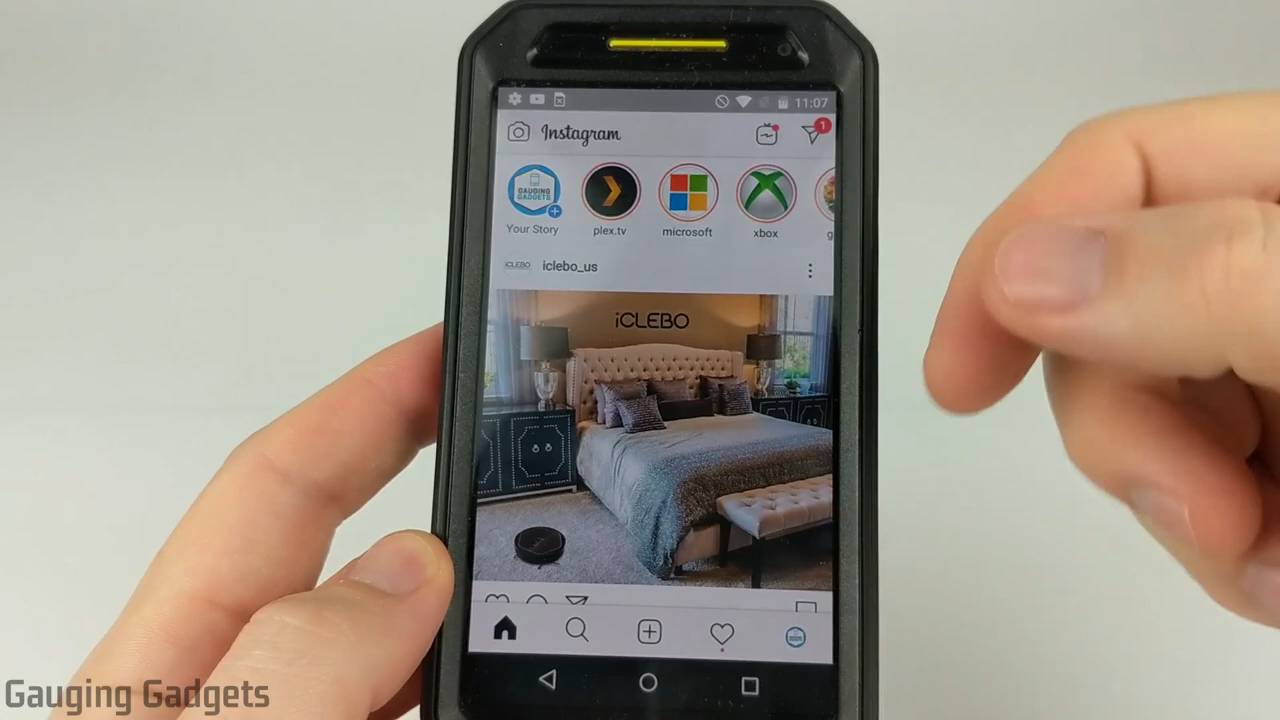 11:07
Instagram
1
GAUGING
GADGETS
Your Story
plex.tv
microsoft
xbox
g
iCLEBO
iclebo_us
iCLEBO
Gauging Gadgets